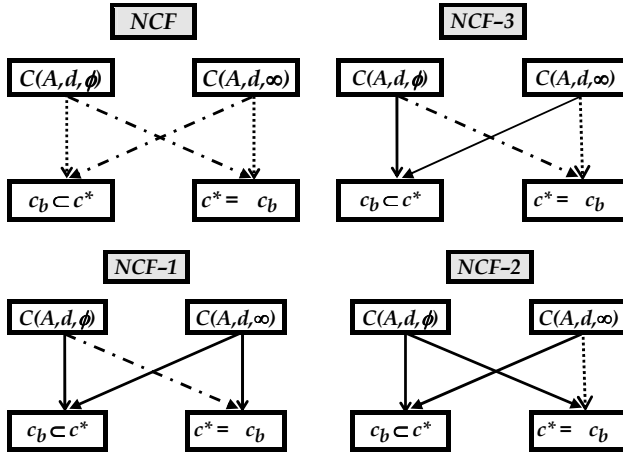 NCF NCF-3
C(A,d,ϕ) C(A,d,∞) C(A,d,ϕ) C(A,d,∞)
c_b ⊂ c* c* = c_b c_b ⊂ c* c* = c_b
NCF-1 NCF-2
C(A,d,ϕ) C(A,d,∞) C(A,d,ϕ) C(A,d,∞)
c_b ⊂ c* c* = c_b c_b ⊂ c* c* = c_b